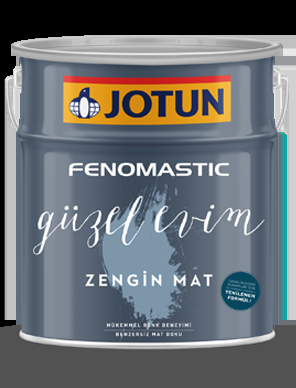 JOTUN
FENOMASTIC
güzel evim
ZENGİN MAT
YENİLENEN
FORMÜL!
MÜKEMMEL RENK DENEYİMİ
BENZERSİZ MAT DOKU